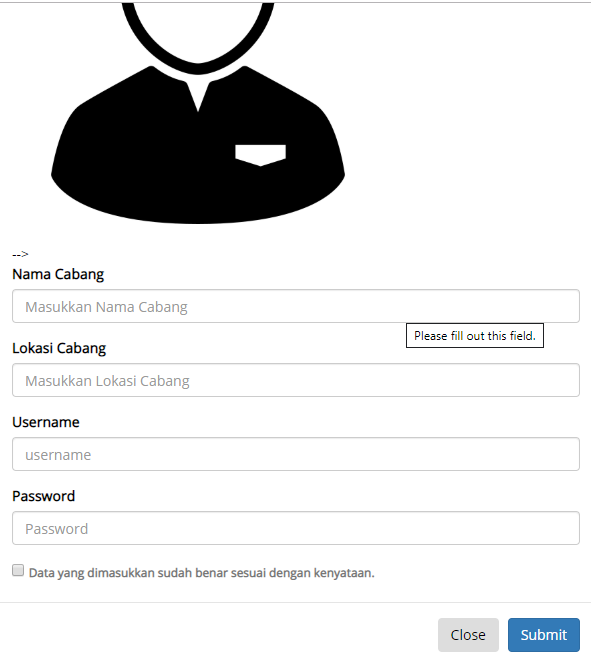 -->
Nama Cabang
Masukkan Nama Cabang
Please fill out this field.
Lokasi Cabang
Masukkan Lokasi Cabang
Username
username
Password
Password
Data yang dimasukkan sudah benar sesuai dengan kenyataan.
Close Submit